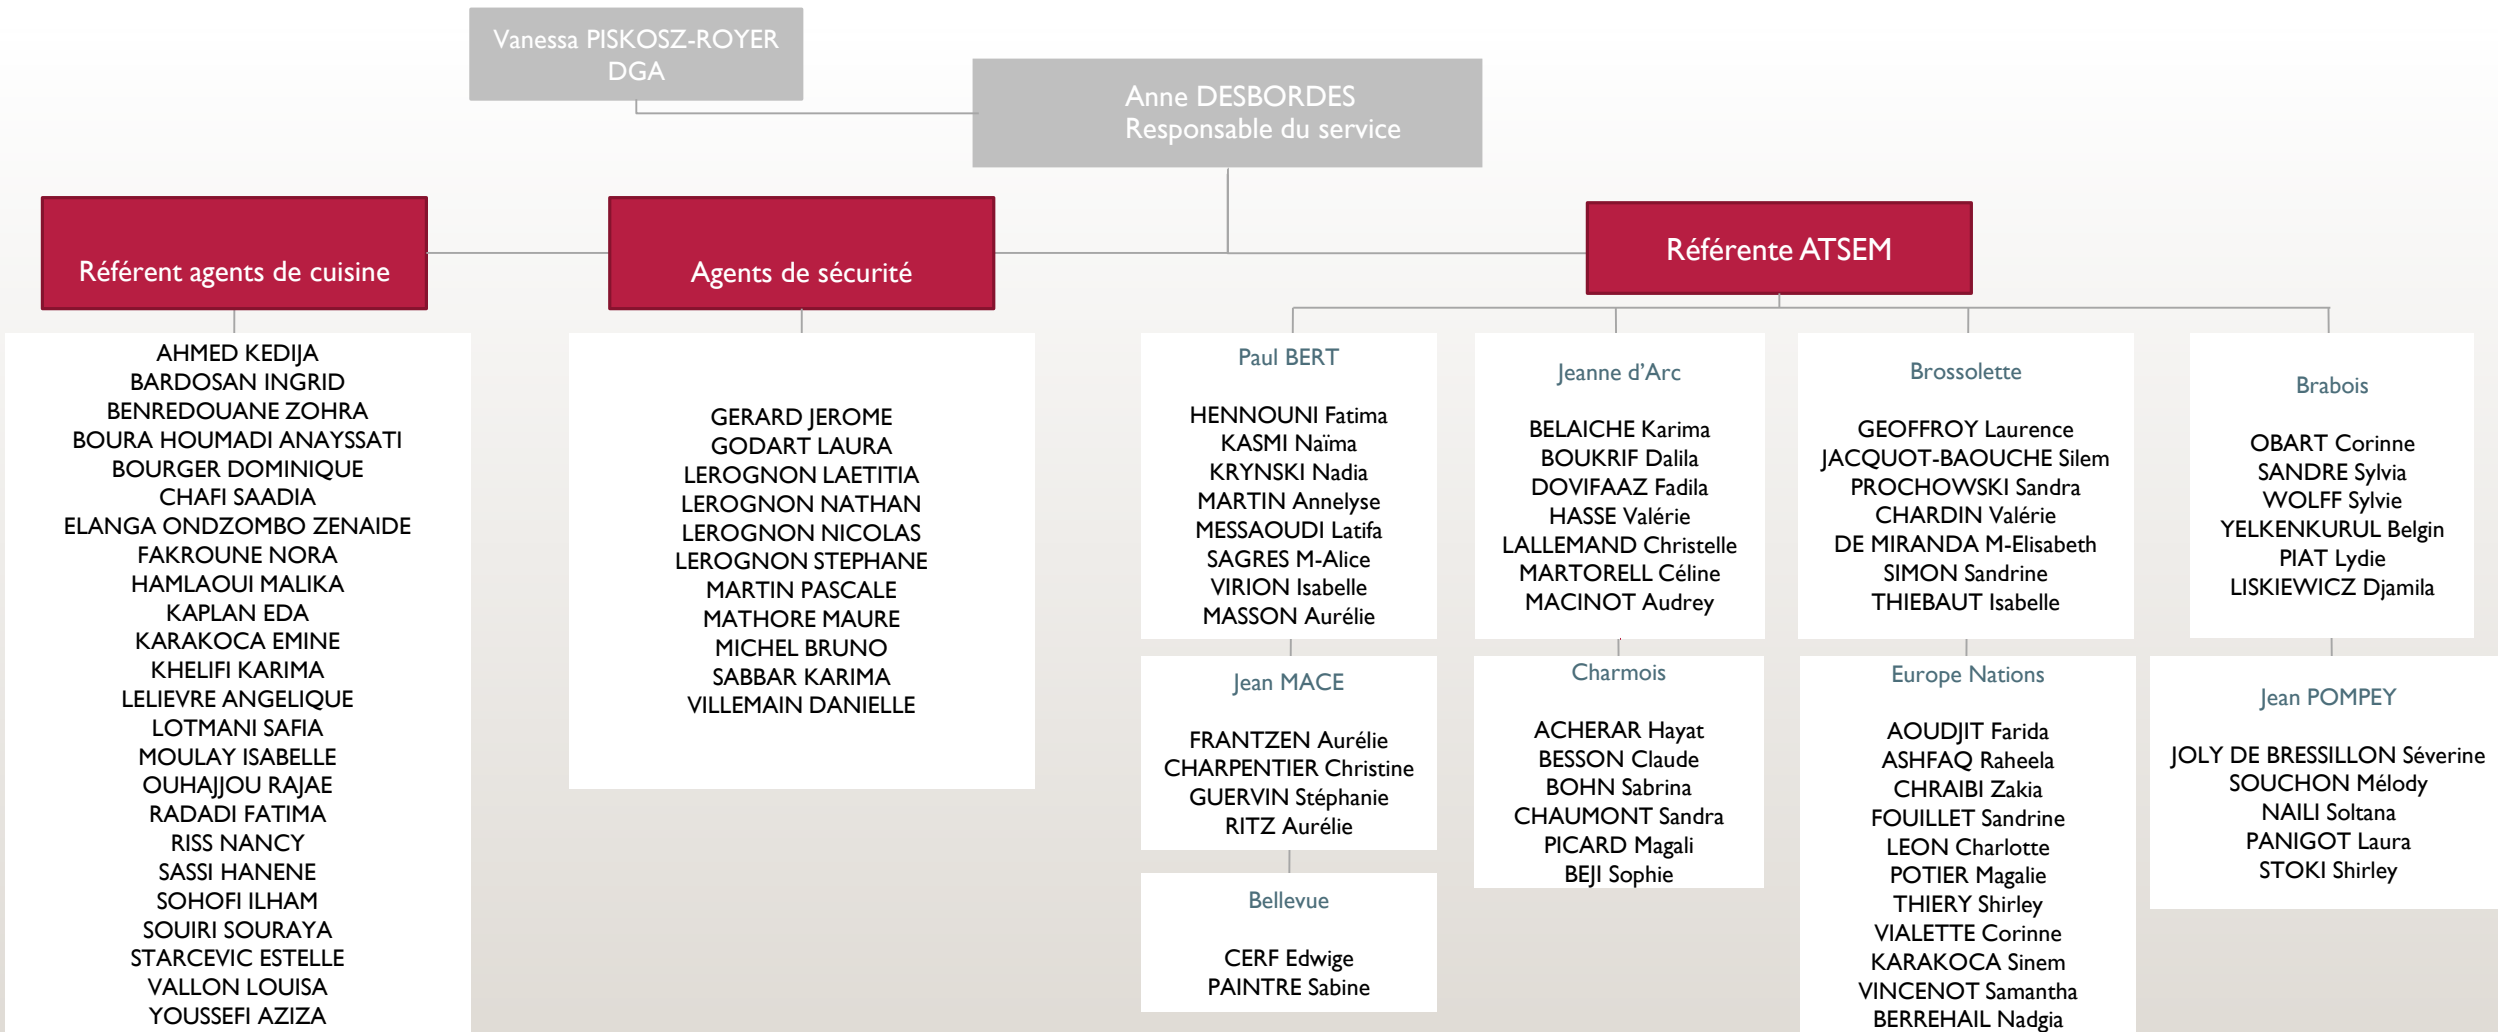 Vanessa PISKOSZ-ROYER
DGA
Anne DESBORDES
Responsable du service
Référent agents de cuisine
Agents de sécurité
Référente ATSEM
AHMED KEDIJA
BARDOSAN INGRID
BENREDOUANE ZOHRA
BOURA HOUMADI ANAYSSATI
BOURGER DOMINIQUE
CHAFI SAADIA
ELANGA ONDZOMBO ZENAIDE
FAKROUNE NORA
HAMLAOUI MALIKA
KAPLAN EDA
KARAKOCA EMINE
KHELIFI KARIMA
LELIEVRE ANGELIQUE
LOTMANI SAFIA
MOULAY ISABELLE
OUHAJJOU RAJAE
RADADI FATIMA
RISS NANCY
SASSI HANENE
SOHOFI ILHAM
SOUIRI SOURAYA
STARCEVIC ESTELLE
VALLON LOUISA
YOUSSEFI AZIZA
GERARD JEROME
GODART LAURA
LEROGNON LAETITIA
LEROGNON NATHAN
LEROGNON NICOLAS
LEROGNON STEPHANE
MARTIN PASCALE
MATHORE MAURE
MICHEL BRUNO
SABBAR KARIMA
VILLEMAIN DANIELLE
Paul BERT
HENNOUNI Fatima
KASMI Naïma
KRYNSKI Nadia
MARTIN Annelyse
MESSAOUDI Latifa
SAGRES M-Alice
VIRION Isabelle
MASSON Aurélie
Jean MACE
FRANTZEN Aurélie
CHARPENTIER Christine
GUERVIN Stéphanie
RITZ Aurélie
Bellevue
CERF Edwige
PAINTRE Sabine
Jeanne d’Arc
BELAICHE Karima
BOUKRIF Dalila
DOVIFAAZ Fadila
HASSE Valérie
LALLEMAND Christelle
MARTORELL Céline
MACINOT Audrey
Charmois
ACHERAR Hayat
BESSON Claude
BOHN Sabrina
CHAUMONT Sandra
PICARD Magali
BEJI Sophie
Brossolette
GEOFFROY Laurence
JACQUOT-BAOUCHE Silem
PROCHOWSKI Sandra
CHARDIN Valérie
DE MIRANDA M-Elisabeth
SIMON Sandrine
THIEBAUT Isabelle
Europe Nations
AOUDJIT Farida
ASHFAQ Raheela
CHRAIBI Zakia
FOUILLET Sandrine
LEON Charlotte
POTIER Magalie
THIERY Shirley
VIALETTE Corinne
KARAKOCA Sinem
VINCENOT Samantha
BERREHAIL Nadgia
Brabois
OBART Corinne
SANDRE Sylvia
WOLFF Sylvie
YELKENKURUL Belgin
PIAT Lydie
LISKIEWICZ Djamila
Jean POMPEY
JOLY DE BRESSILLON Séverine
SOUCHON Mélody
NAILI Soltana
PANIGOT Laura
STOKI Shirley